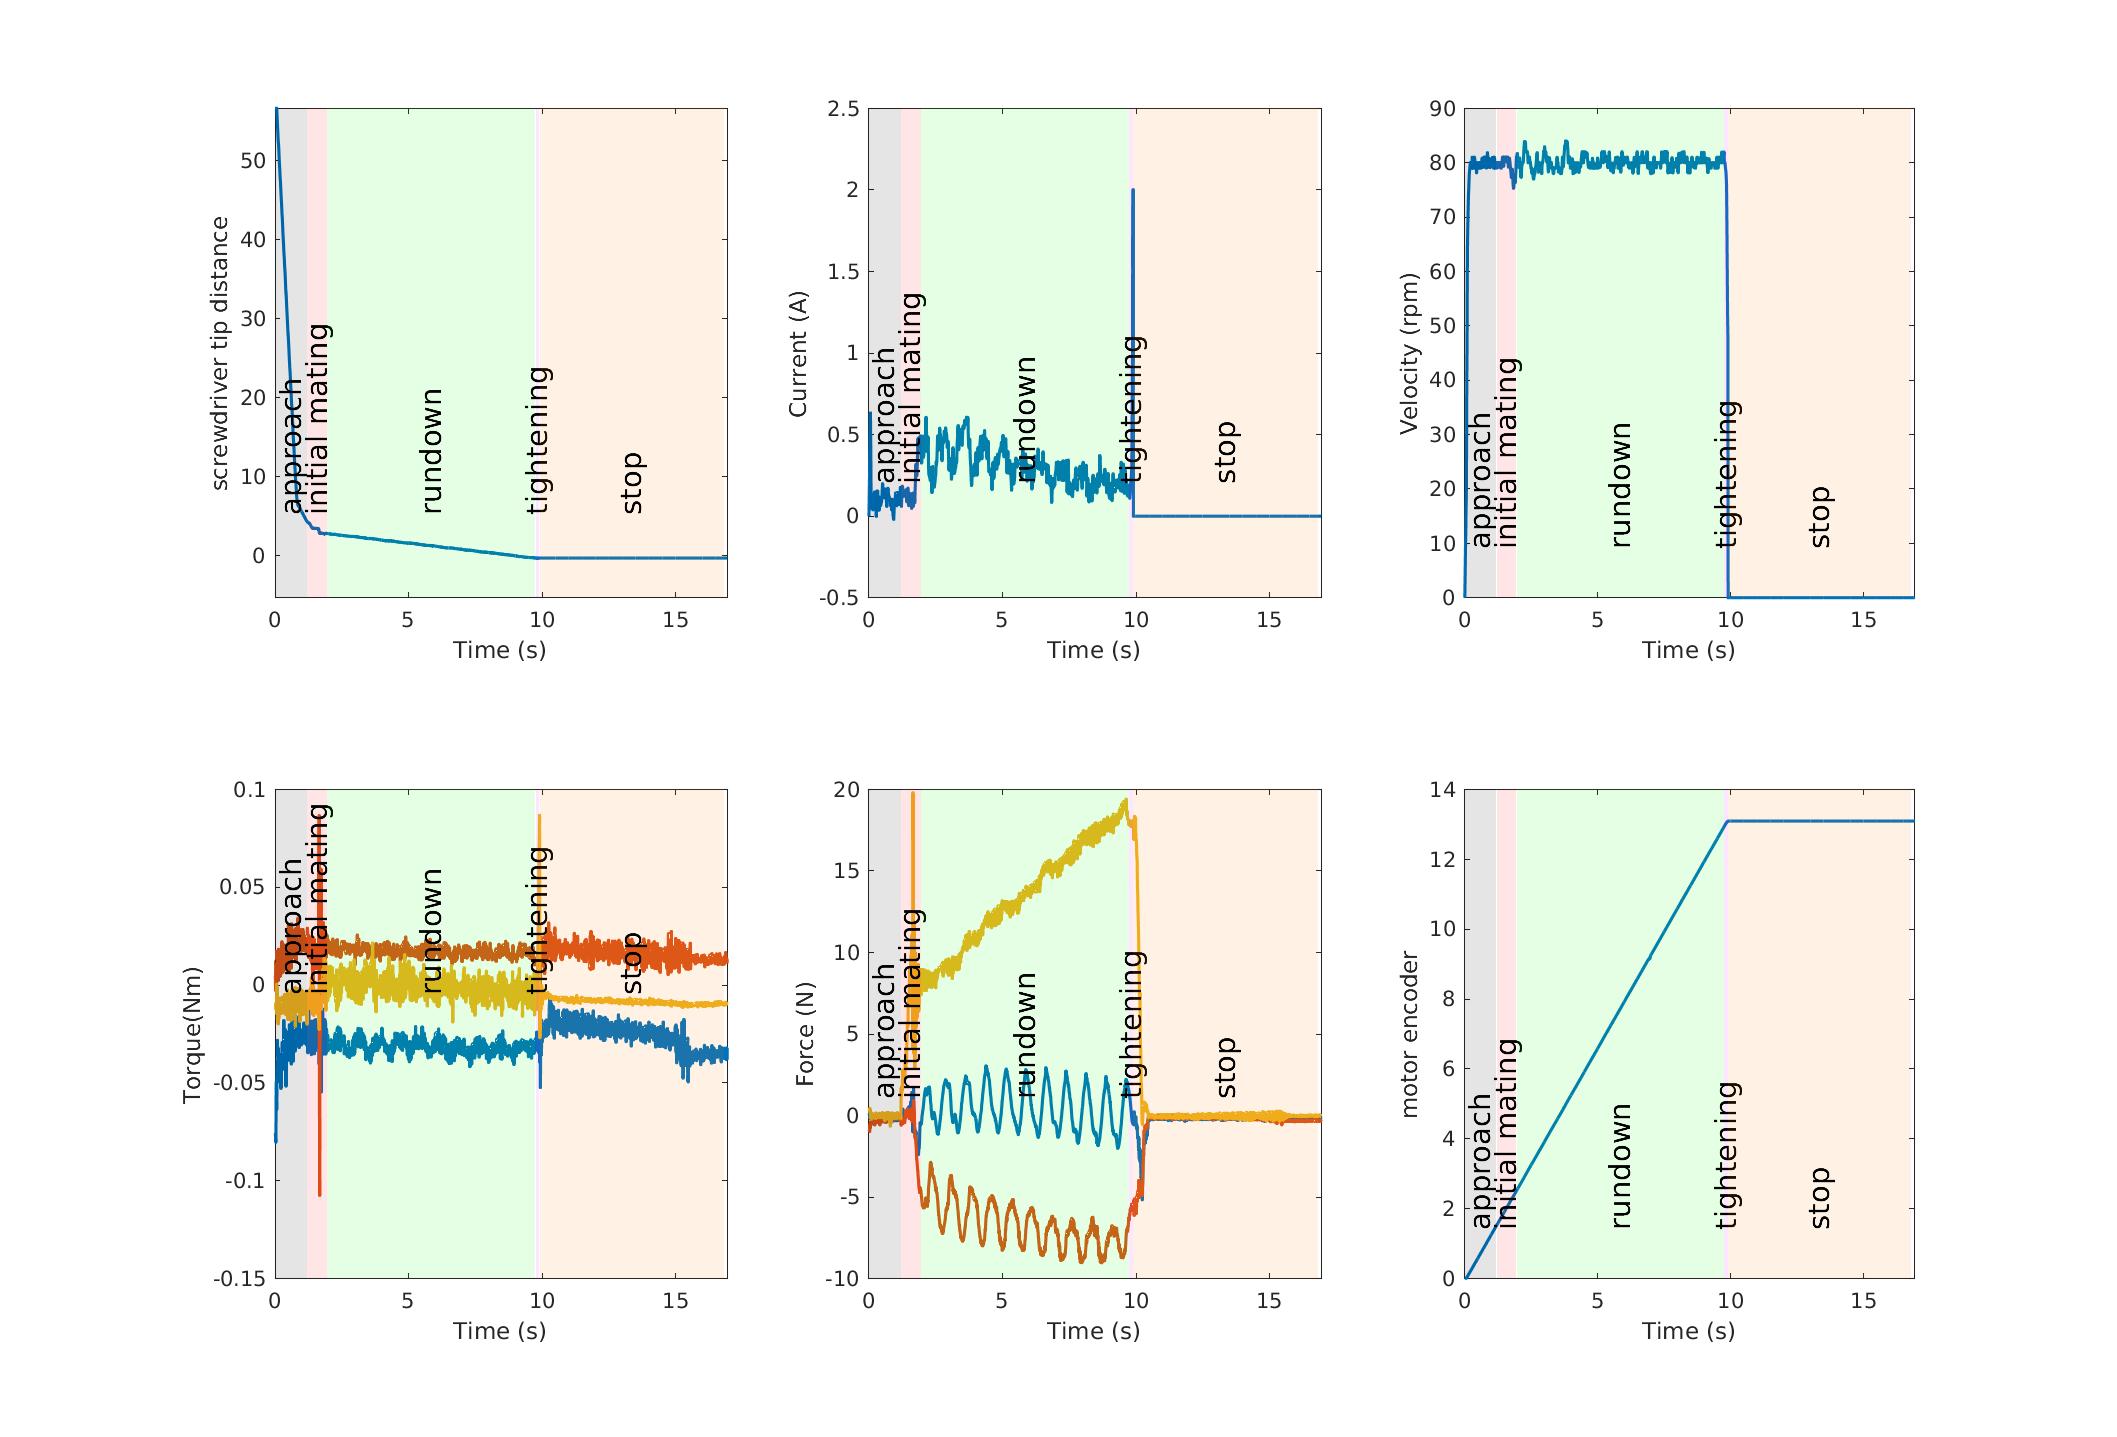 screwdriver tip distance
50
40
30
20
10
0
approach
initial mating
rundown
tightening
stop
0 5 10 15
Time (s)
Current (A)
2.5
2
1.5
1
0.5
0
-0.5
approach
initial mating
rundown
tightening
stop
0 5 10 15
Time (s)
Velocity (rpm)
90
80
70
60
50
40
30
20
10
0
approach
initial mating
rundown
tightening
stop
0 5 10 15
Time (s)
Torque(Nm)
0.1
0.05
0
-0.05
-0.1
-0.15
approach
initial mating
rundown
tightening
stop
0 5 10 15
Time (s)
Force (N)
20
15
10
5
0
-5
-10
approach
initial mating
rundown
tightening
stop
0 5 10 15
Time (s)
motor encoder
14
12
10
8
6
4
2
0
approach
initial mating
rundown
tightening
stop
0 5 10 15
Time (s)